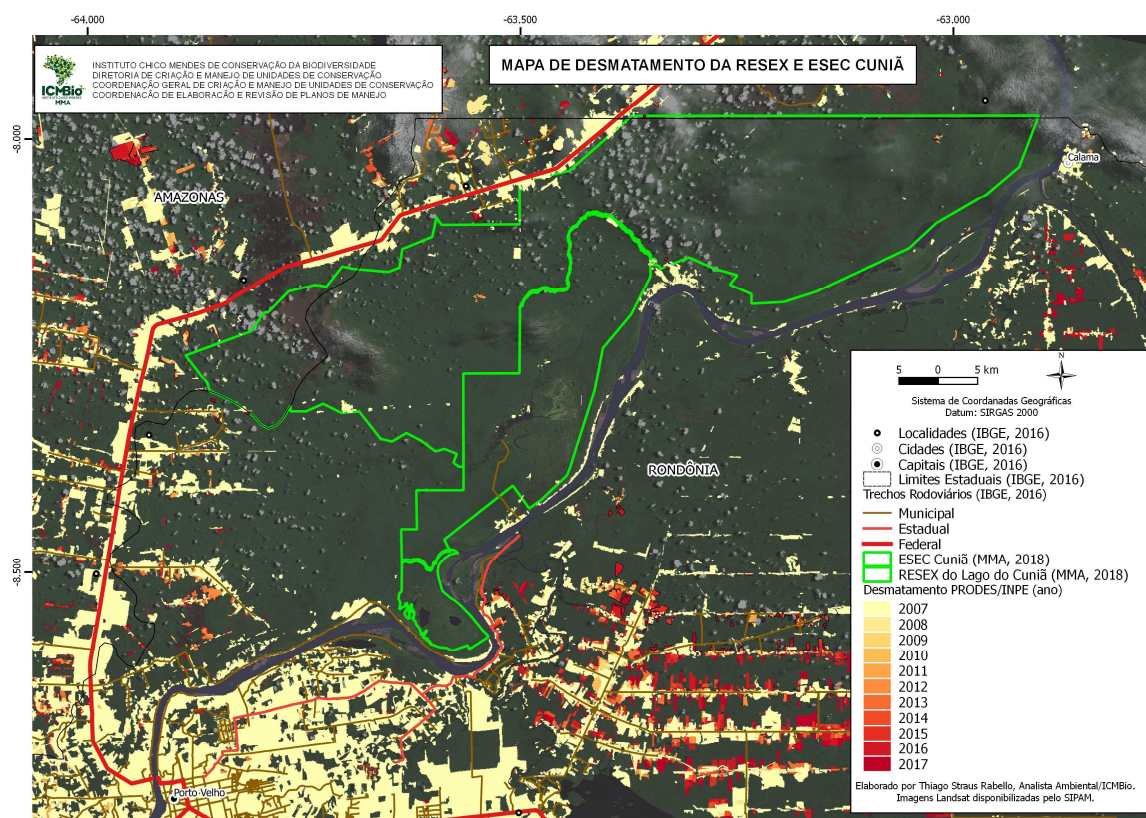 -64.000
-63.500
-63.000
ICMBio
INSTITUTO CHICO MENDES
MMA
INSTITUTO CHICO MENDES DE CONSERVAÇÃO DA BIODIVERSIDADE
DIRETORIA DE CRIAÇÃO E MANEJO DE UNIDADES DE CONSERVAÇÃO
COORDENAÇÃO GERAL DE CRIAÇÃO E MANEJO DE UNIDADES DE CONSERVAÇÃO
COORDENACÃO DE ELABORACÃO E REVISÃO DE PLANOS DE MANEJO
MAPA DE DESMATAMENTO DA RESEX E ESEC CUNIÃ
-8.000
Calama
AMAZONAS
RONDÔNIA
-8.500
Porto Velho
N
5 0 5 km
Sistema de Coordanadas Geográficas
Datum: SIRGAS 2000
Localidades (IBGE, 2016)
Cidades (IBGE, 2016)
Capitais (IBGE, 2016)
Limites Estaduais (IBGE, 2016)
Trechos Rodoviários (IBGE, 2016)
Municipal
Estadual
Federal
ESEC Cuniã (MMA, 2018)
RESEX do Lago do Cuniã (MMA, 2018)
Desmatamento PRODES/INPE (ano)
2007
2008
2009
2010
2011
2012
2013
2014
2015
2016
2017
Elaborado por Thiago Straus Rabello, Analista Ambiental/ICMBio.
Imagens Landsat disponibilizadas pelo SIPAM.